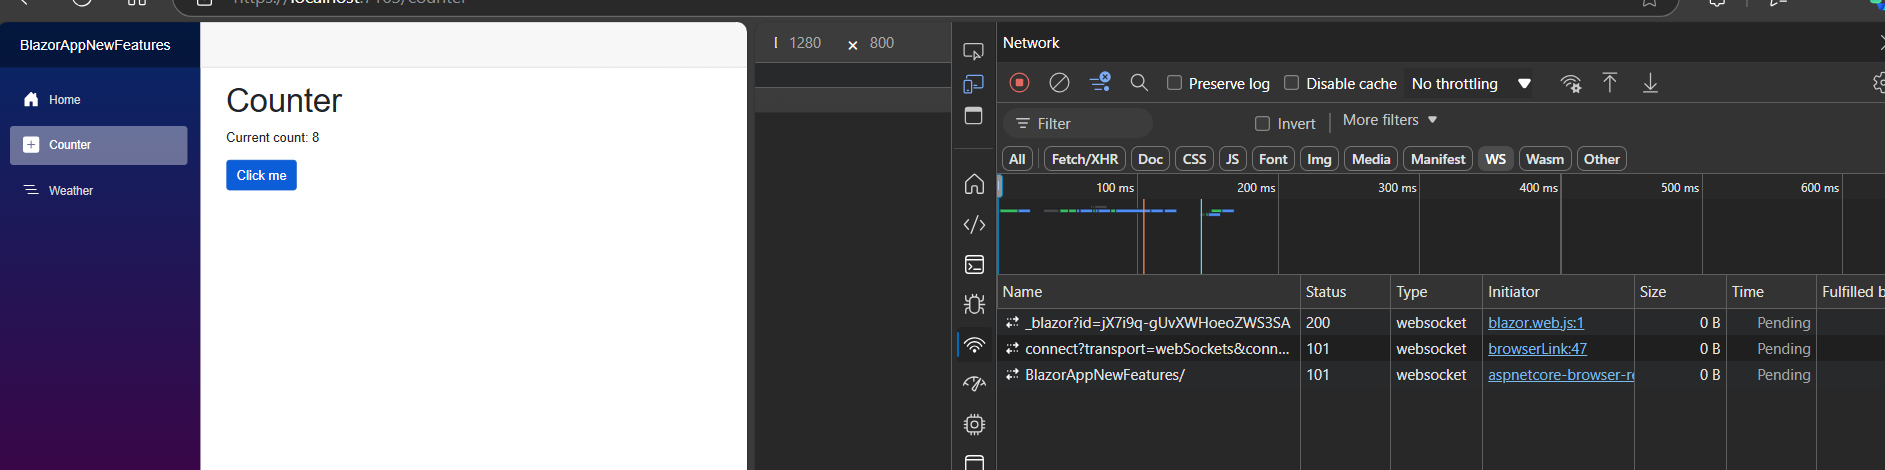 BlazorAppNewFeatures
Home
Counter
Weather
Counter
Current count: 8
Click me
1280 × 800
Network
Preserve log
Disable cache
No throttling
Filter
Invert
More filters
All
Fetch/XHR
Doc
CSS
JS
Font
Img
Media
Manifest
WS
Wasm
Other
100 ms
200 ms
300 ms
400 ms
500 ms
600 ms
Name Status Type Initiator Size Time Fulfilled b
_blazor?id=jX7i9q-gUvXWHoeoZWS3SA 200 websocket blazor.web.js:1 0 B Pending
connect?transport=webSockets&conn... 101 websocket browserLink:47 0 B Pending
BlazorAppNewFeatures/ 101 websocket aspnetcore-browser-re 0 B Pending